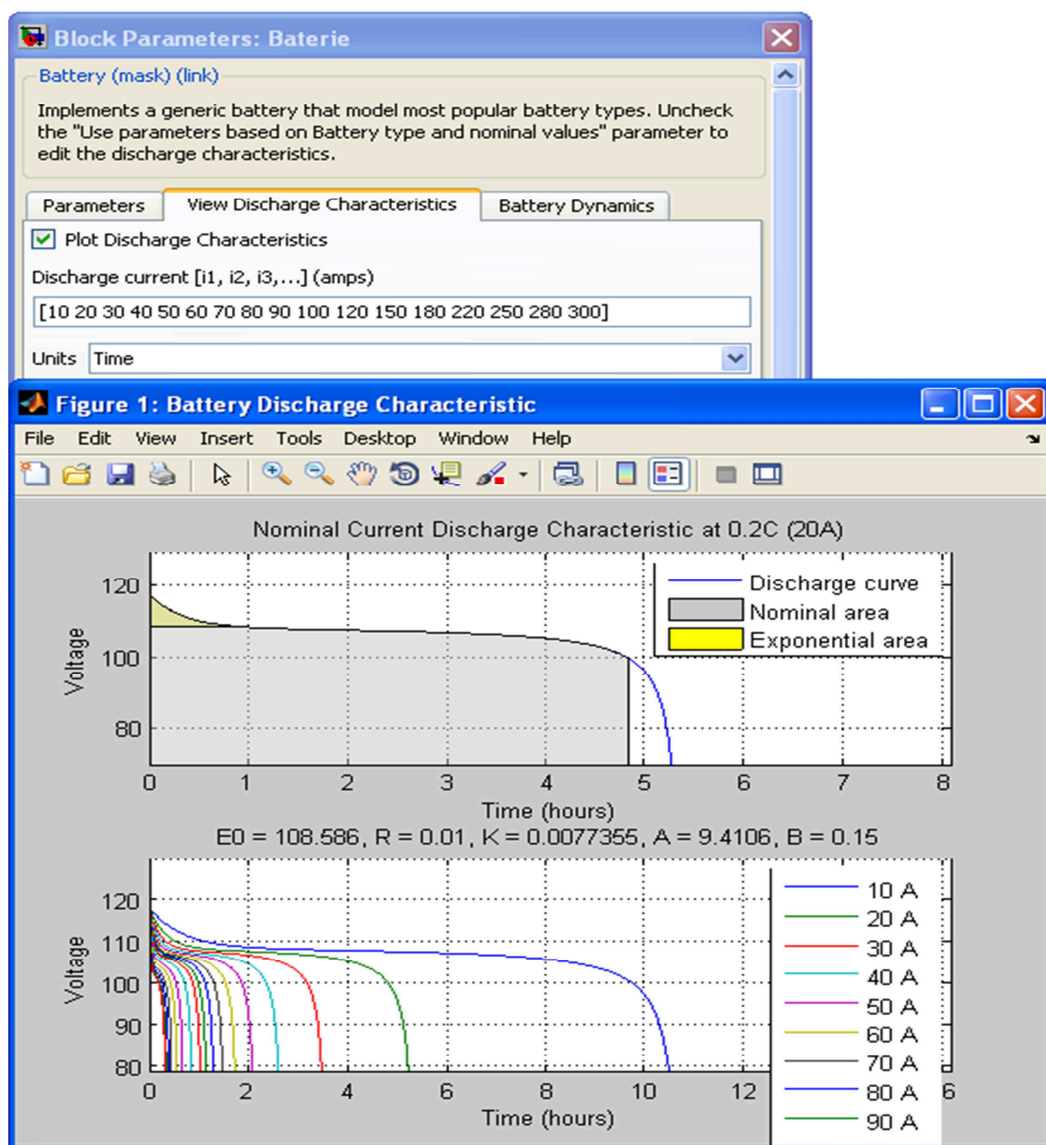 Block Parameters: Baterie
Battery (mask) (link)
Implements a generic battery that model most popular battery types. Uncheck
the "Use parameters based on Battery type and nominal values" parameter to
edit the discharge characteristics.
Parameters View Discharge Characteristics Battery Dynamics
Plot Discharge Characteristics
Discharge current [i1, i2, i3,...] (amps)
[10 20 30 40 50 60 70 80 90 100 120 150 180 220 250 280 300]
Units Time
Figure 1: Battery Discharge Characteristic
File Edit View Insert Tools Desktop Window Help
Nominal Current Discharge Characteristic at 0.2C (20A)
120
100
80
Voltage
Discharge curve
Nominal area
Exponential area
0 1 2 3 4 5 6 7 8
Time (hours)
E0 = 108.586, R = 0.01, K = 0.0077355, A = 9.4106, B = 0.15
120
110
100
90
80
Voltage
10 A
20 A
30 A
40 A
50 A
60 A
70 A
80 A
90 A
0 2 4 6 8 10 12 6
Time (hours)